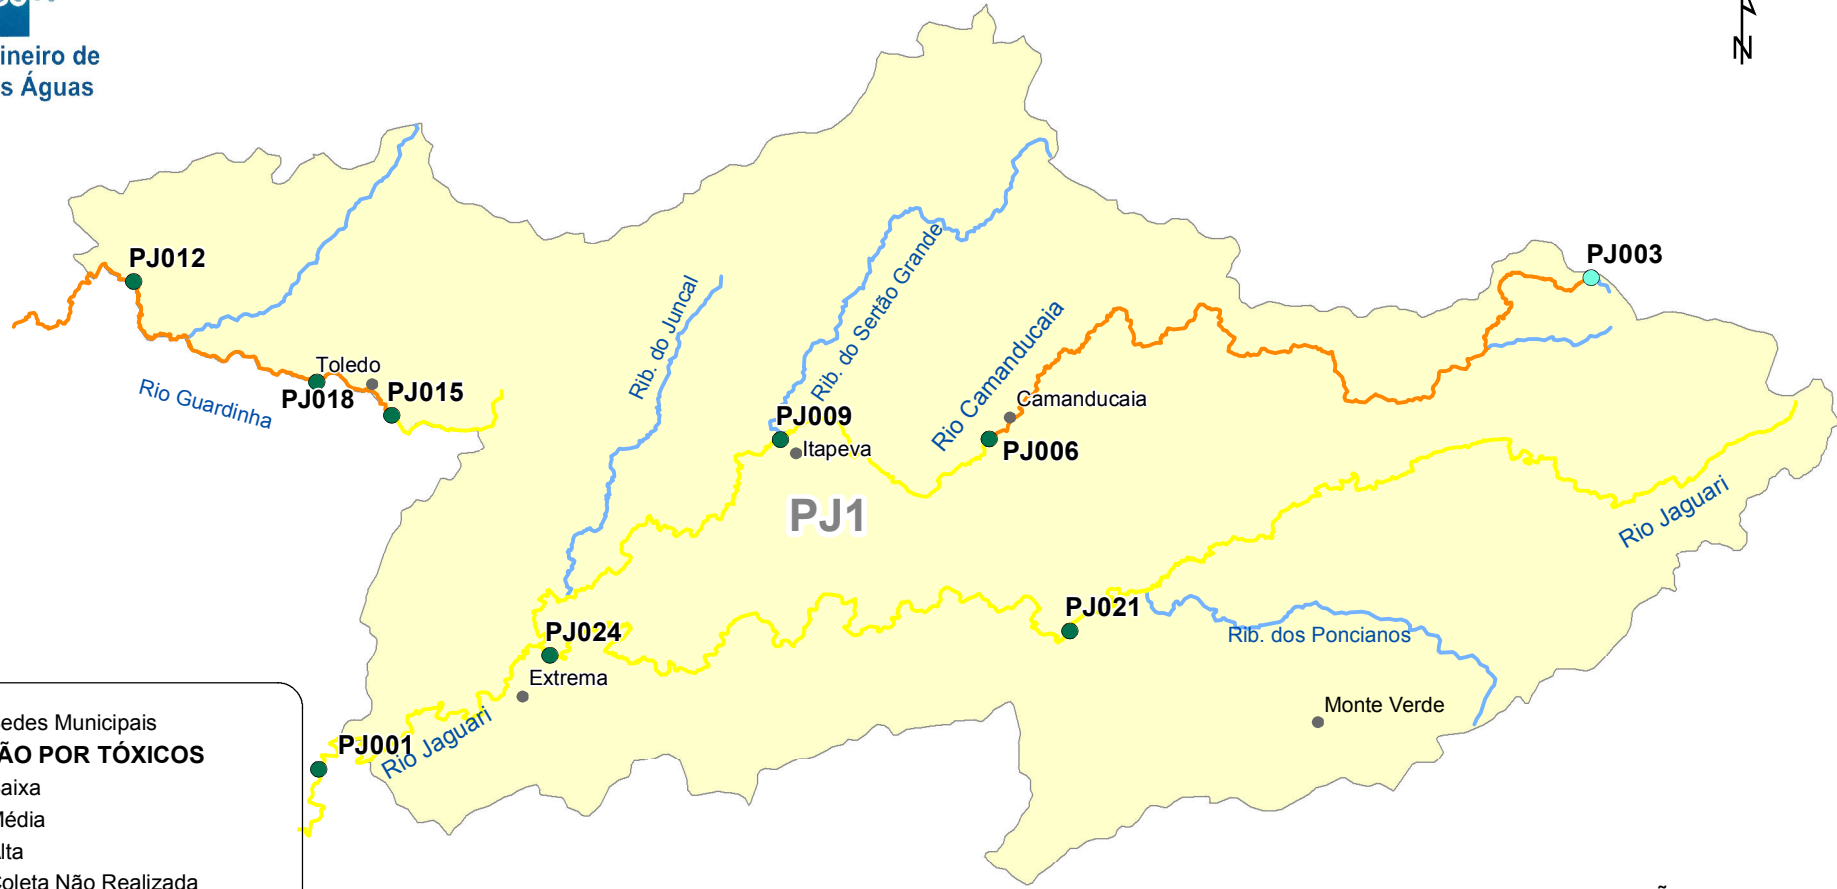 ineiro de
s Águas
N
PJ012
PJ003
Toledo
PJ018
PJ015
Rio Guardinha
Rib. do Juncal
Rib. do Sertão Grande
Rio Camanducaia
PJ009
Itapeva
Camanducaia
PJ006
PJ1
Rio Jaguari
PJ021
Rib. dos Poncianos
PJ024
Extrema
Monte Verde
PJ001
Rio Jaguari
edes Municipais
ÃO POR TÓXICOS
aixa
Média
lta
Coleta Não Realizada